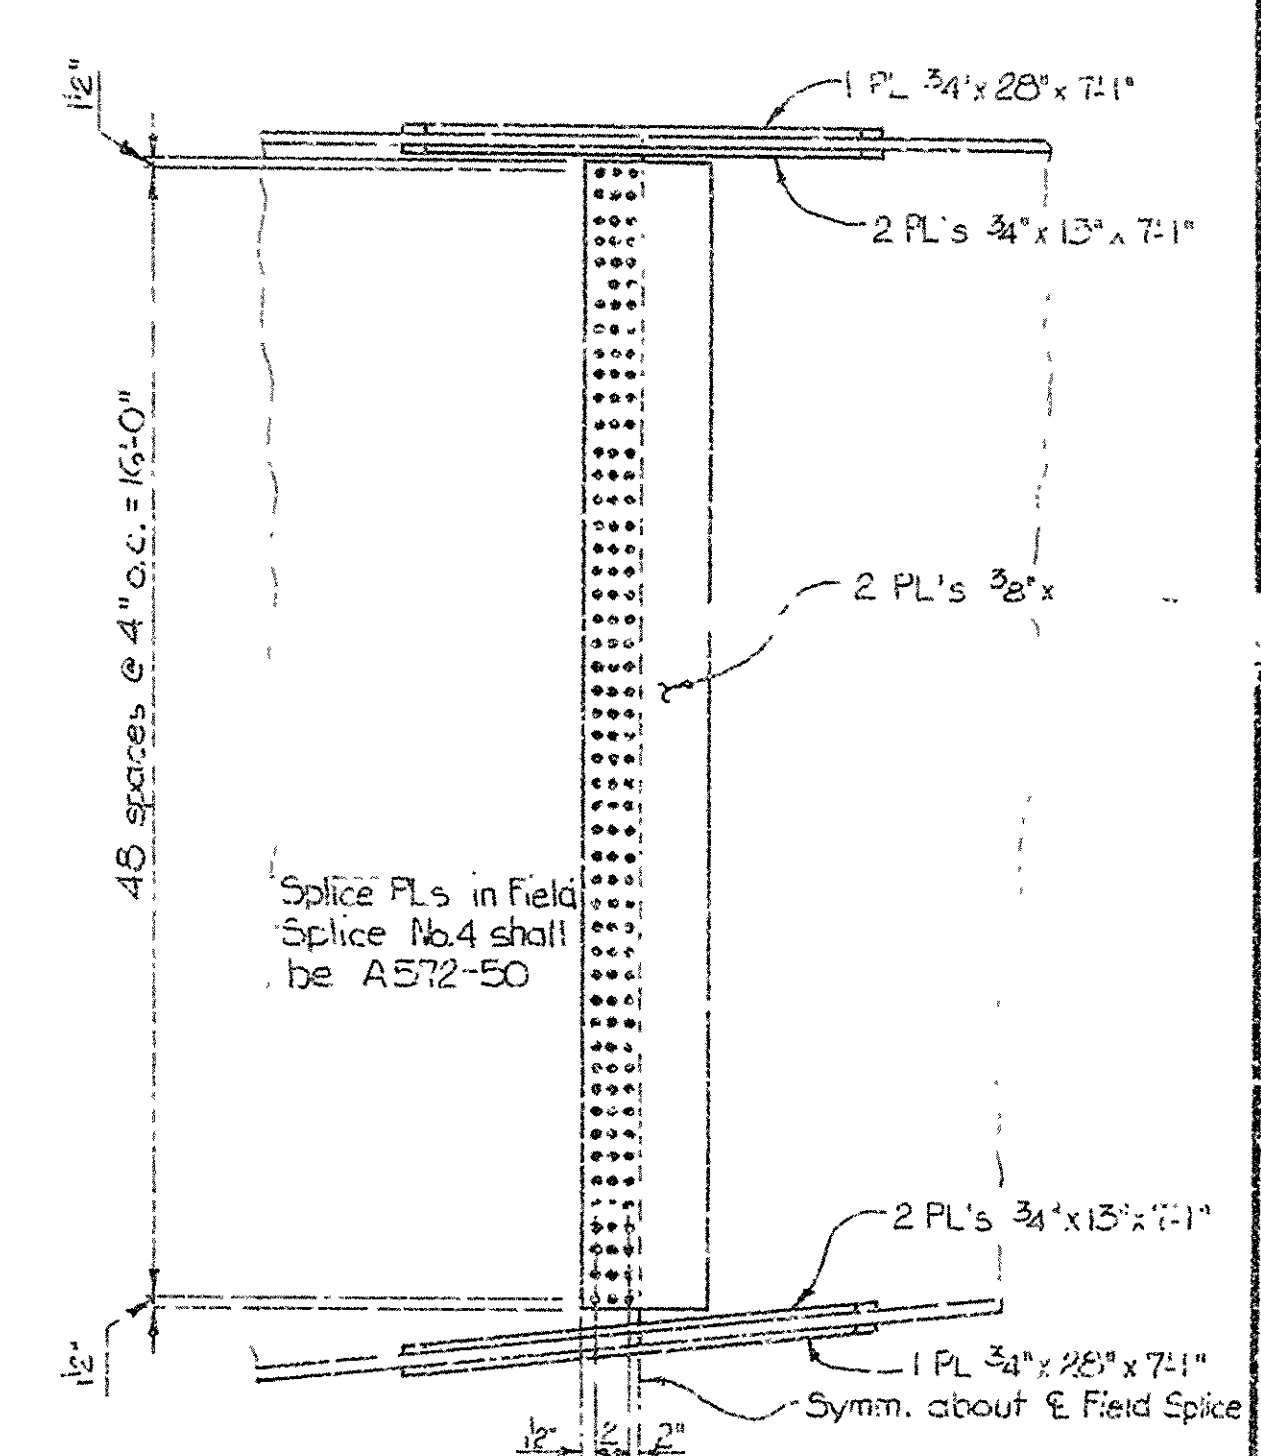 1½"
1 PL ¾" x 28" x 7'-1"
2 PL's ¾" x 13" x 7'-1"
48 spaces @ 4" o.c. = 16'-0"
2 PL's ⅜" x
Splice PLs in Field
Splice No.4 shall
be A572-50
2 PL's ¾" x 13" x 7'-1"
1½"
1 PL ¾" x 28" x 7'-1"
Symm. about ℄ Field Splice
2 2"